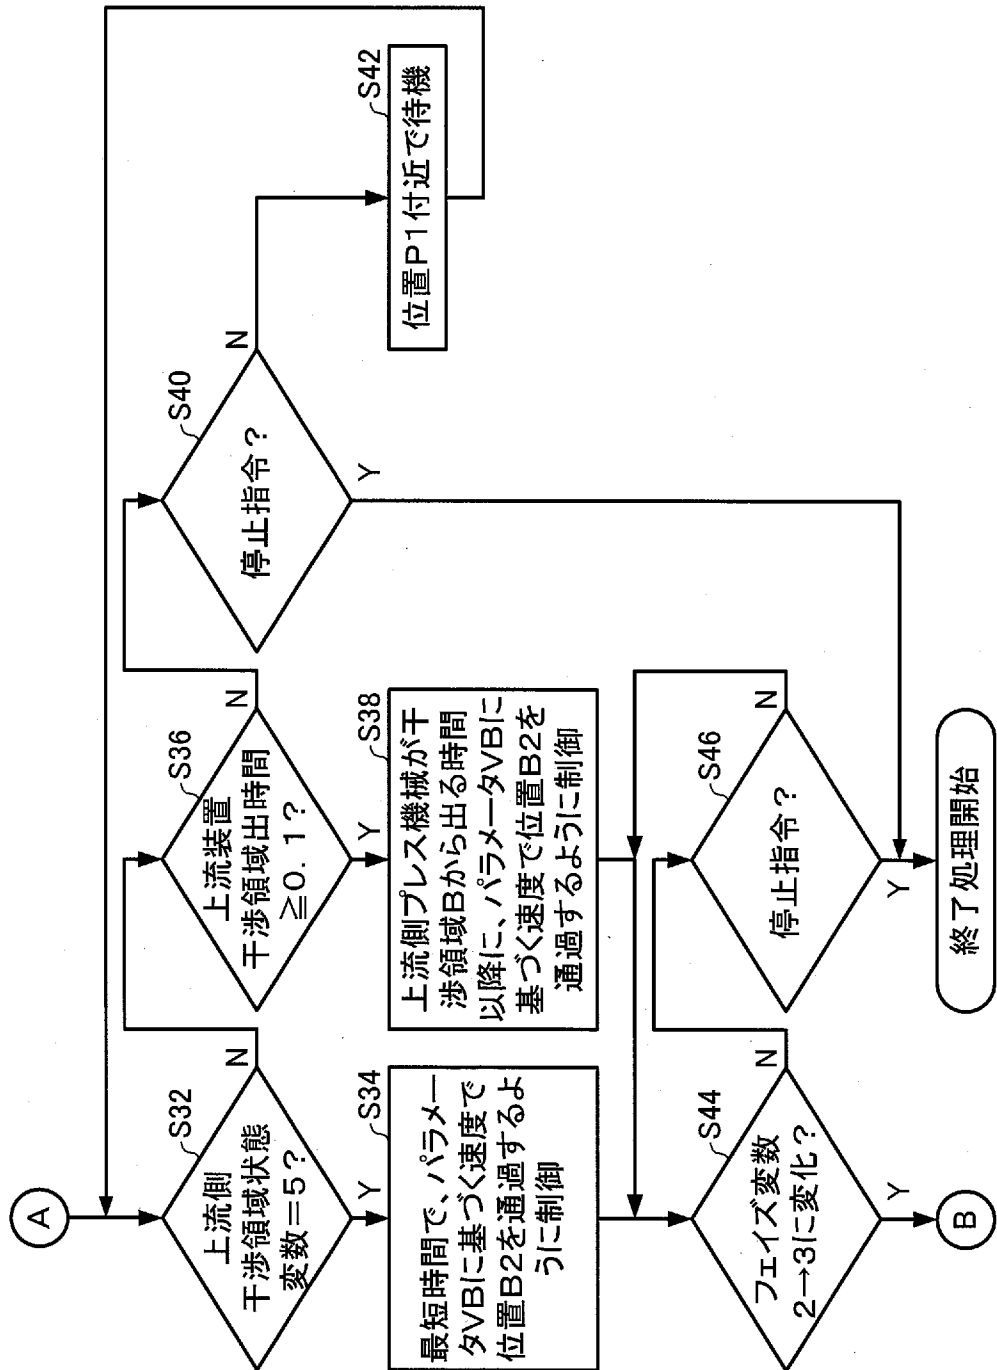 A
S32
上流側
干渉領域状態
変数=5?
N
Y
S34
最短時間で、パラメー
タVBに基づく速度で
位置B2を通過するよ
うに制御
S36
上流装置
干渉領域出時間
≧0.1?
N
Y
S38
上流側プレス機械が干
渉領域Bから出る時間
以降に、パラメータVBに
基づく速度で位置B2を
通過するように制御
S40
停止指令?
N
Y
S42
位置P1付近で待機
S44
フェイズ変数
2→3に変化?
N
Y
B
S46
停止指令?
N
Y
終了処理開始